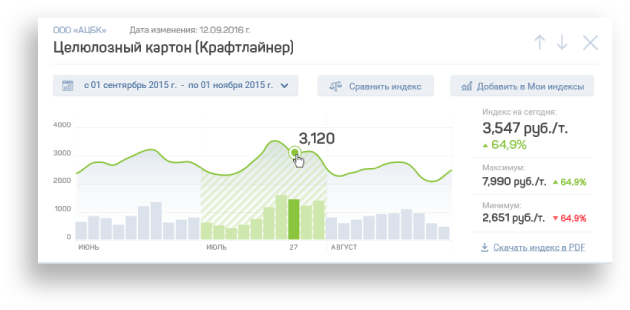 ООО «АЦБК» Дата изменения: 12.09.2016 г.
Целюлозный картон (Крафтлайнер)
с 01 сентярбрь 2015 г. - по 01 ноября 2015 г.
Сравнить индекс
Добавить в Мои индексы
4000
3000
2000
1000
0
3,120
ИЮНЬ
ИЮЛЬ
27
АВГУСТ
Индекс на сегодня:
3,547 руб./т.
64,9%
Максимум:
7,990 руб./т. 64,9%
Минимум:
2,651 руб./т. 64,9%
Скачать индекс в PDF